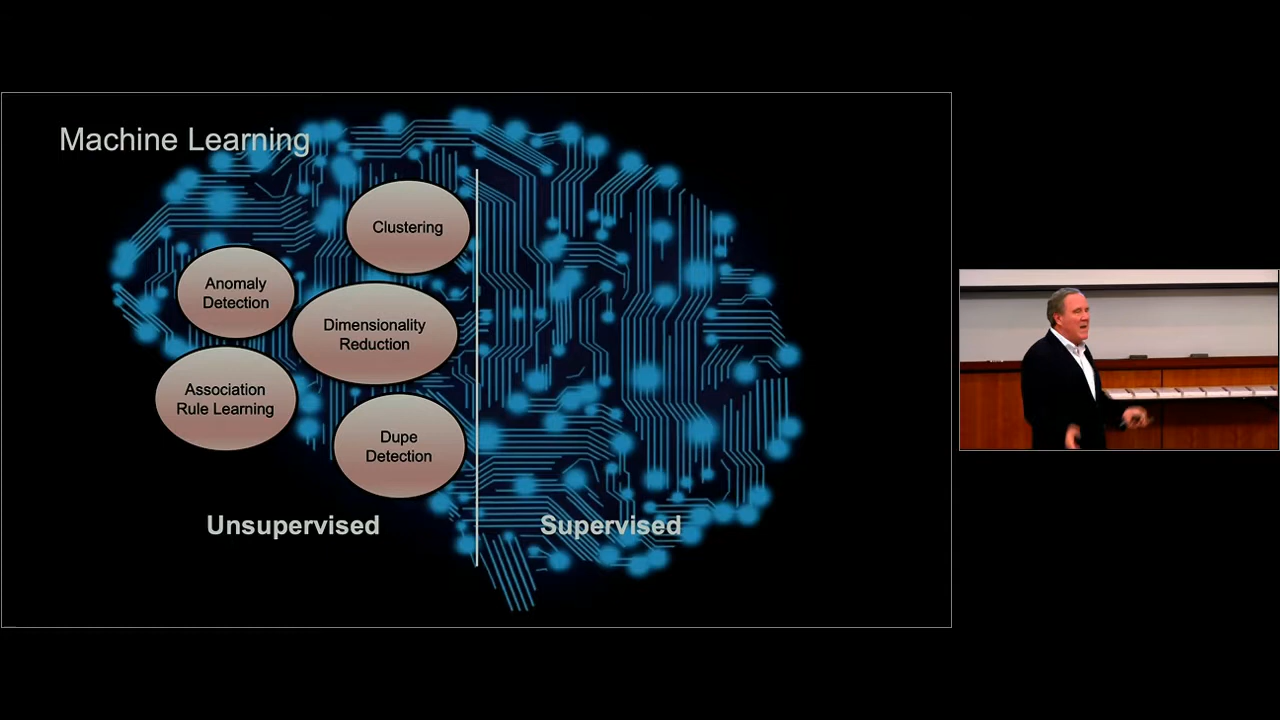 Machine Learning
Clustering
Anomaly
Detection
Dimensionality
Reduction
Association
Rule Learning
Dupe
Detection
Unsupervised
Supervised